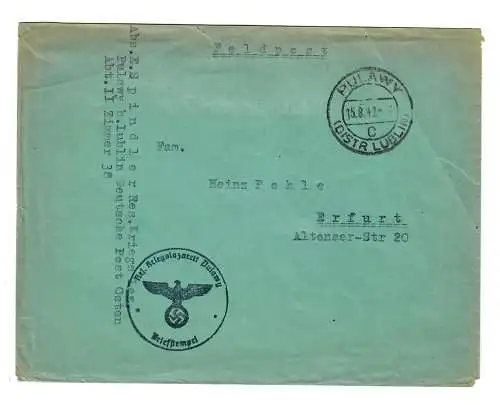 Feldpost
PULAWY
15.8.41
C
(DISTR LUBLIN)
Fam.
Heinz Pohle
Erfurt
Altonaer-Str 20
Abs.E.Spindler Res.Kriegslaz.
Pulawy b.Lublin Deutsche Post Osten
Abt.II Zimmer 38
Res. Kriegslazarett Pulawy
Briefstempel